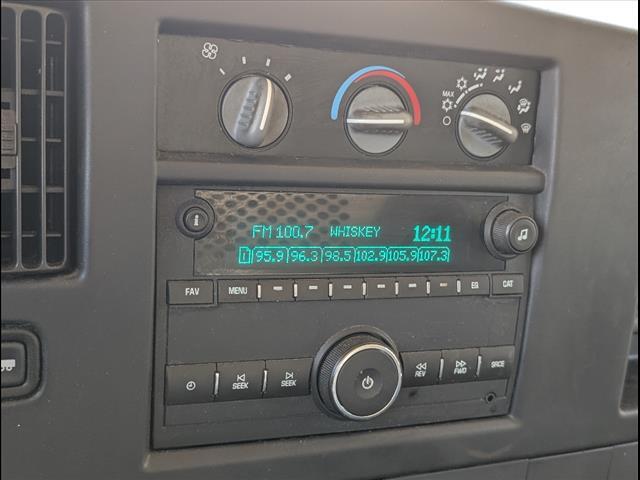 MAX
i
FM 100.7 WHISKEY 12:11
1 95.9 96.3 98.5 102.9 105.9 107.3
FAV MENU EQ CAT
SEEK SEEK REV FWD SRCE